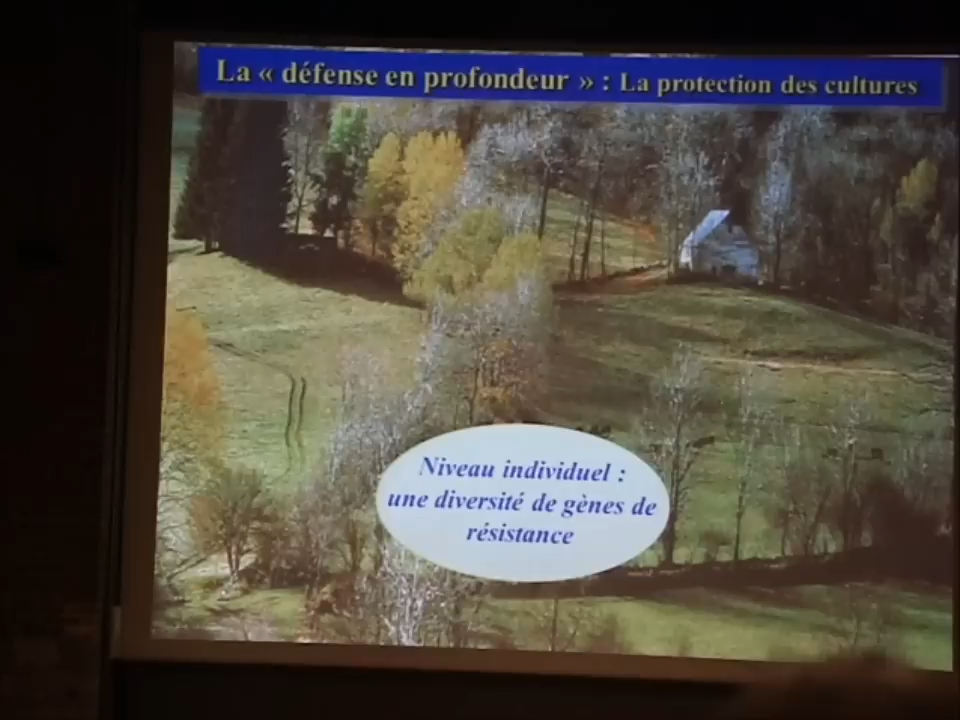 La « défense en profondeur » : La protection des cultures
Niveau individuel :
une diversité de gènes de
résistance